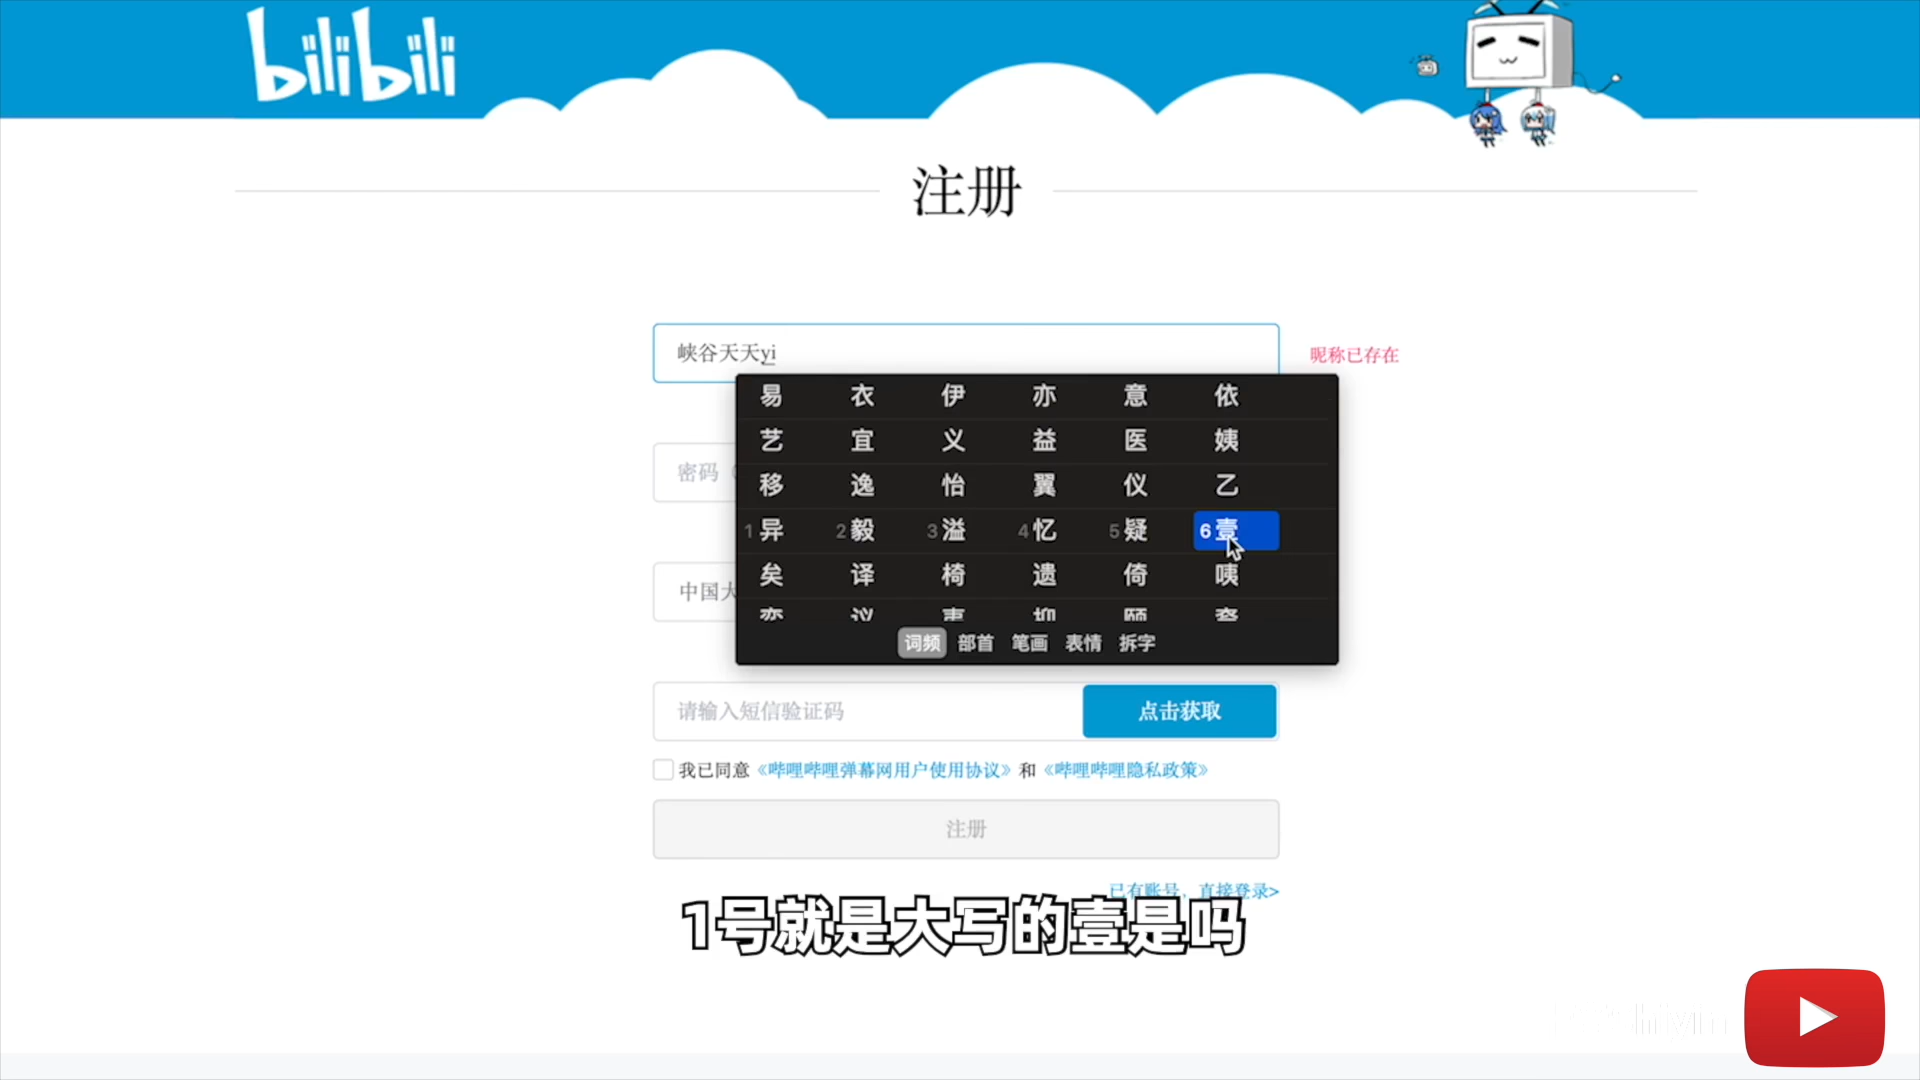 bilibili
注册
峡谷天天yi
昵称已存在
易 衣 伊 亦 意 依
艺 宜 义 益 医 姨
密码
移 逸 怡 翼 仪 乙
1异 2毅 3溢 4忆 5疑 6壹
矣 译 椅 遗 倚 咦
中国大
词频 部首 笔画 表情 拆字
请输入短信验证码
点击获取
我已同意《哔哩哔哩弹幕网用户使用协议》和《哔哩哔哩隐私政策》
注册
已有账号，直接登录>
1号就是大写的壹是吗